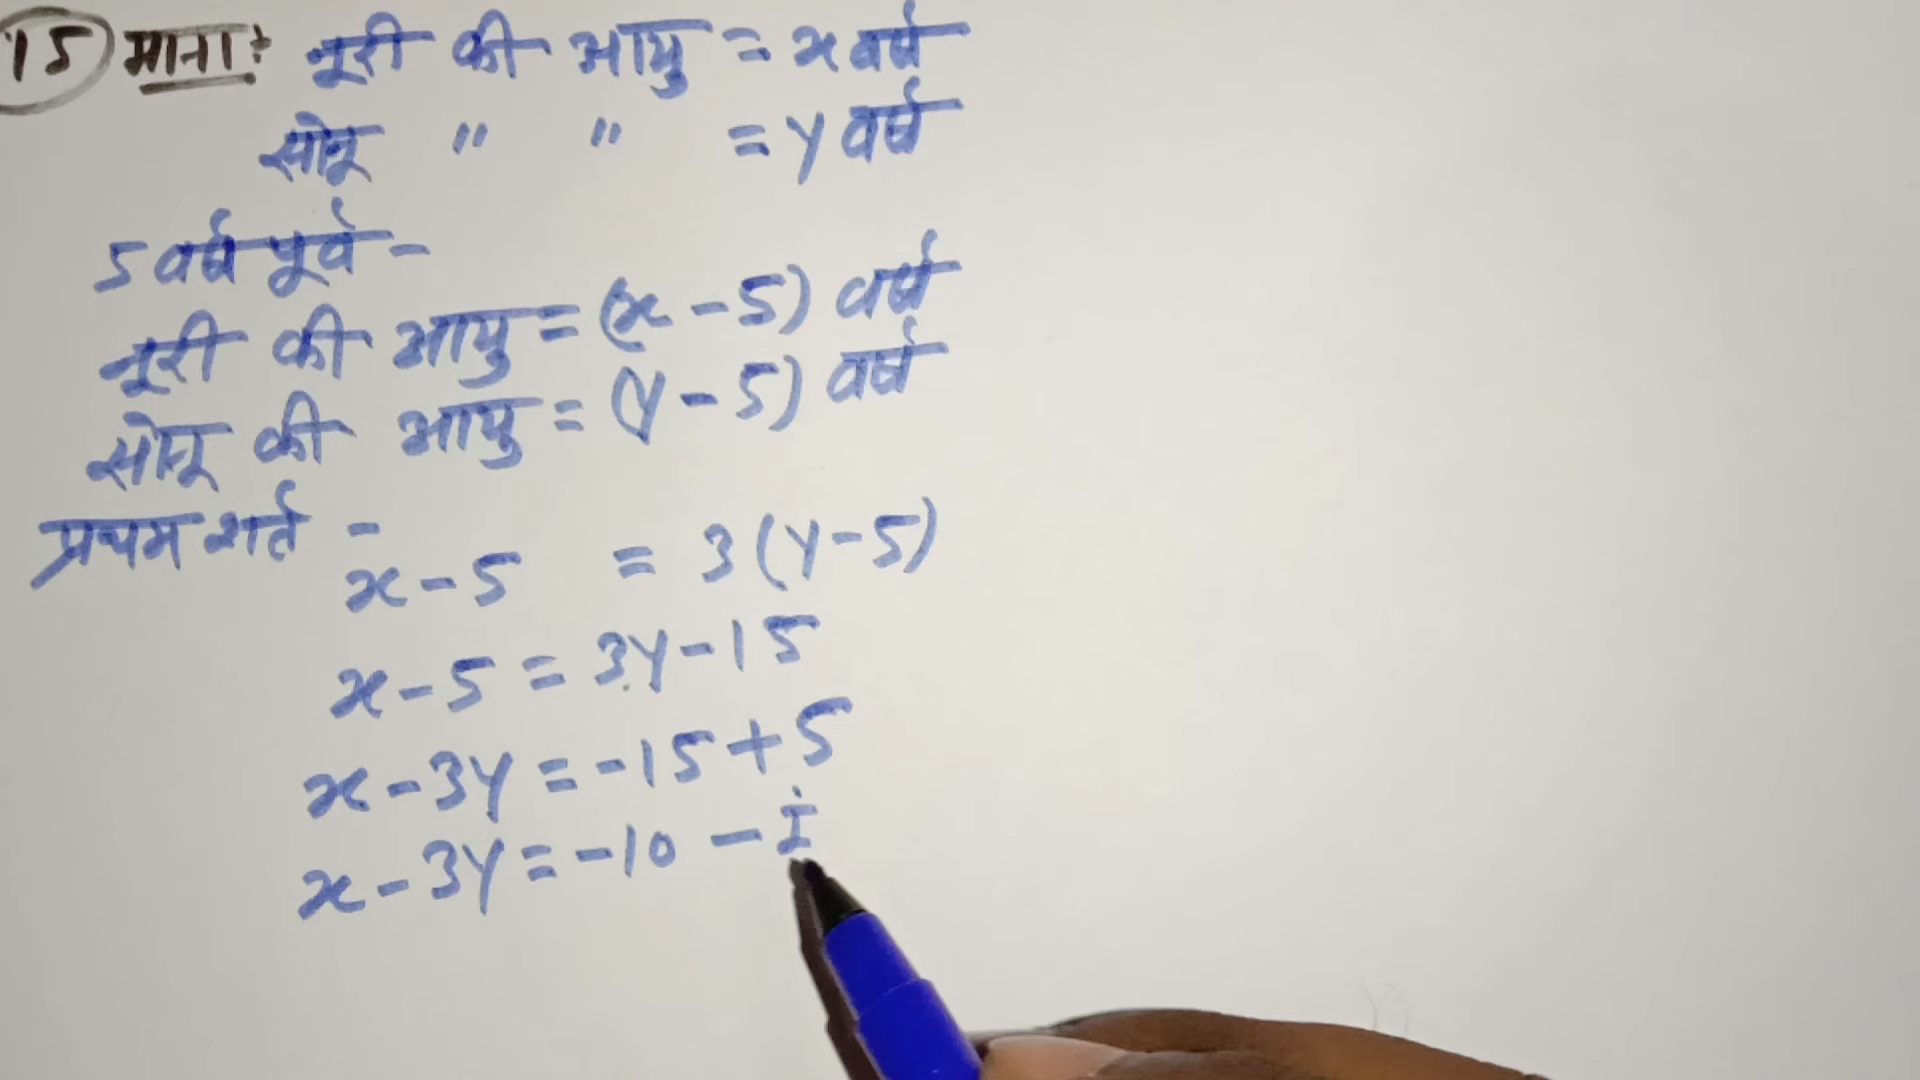 15 माना: नूरी की आयु = x वर्ष
सोनू " " = y वर्ष
5 वर्ष पूर्व -
नूरी की आयु = (x - 5) वर्ष
सोनू की आयु = (y - 5) वर्ष
प्रथम शर्त -
x - 5 = 3(y - 5)
x - 5 = 3y - 15
x - 3y = -15 + 5
x - 3y = -10 - I